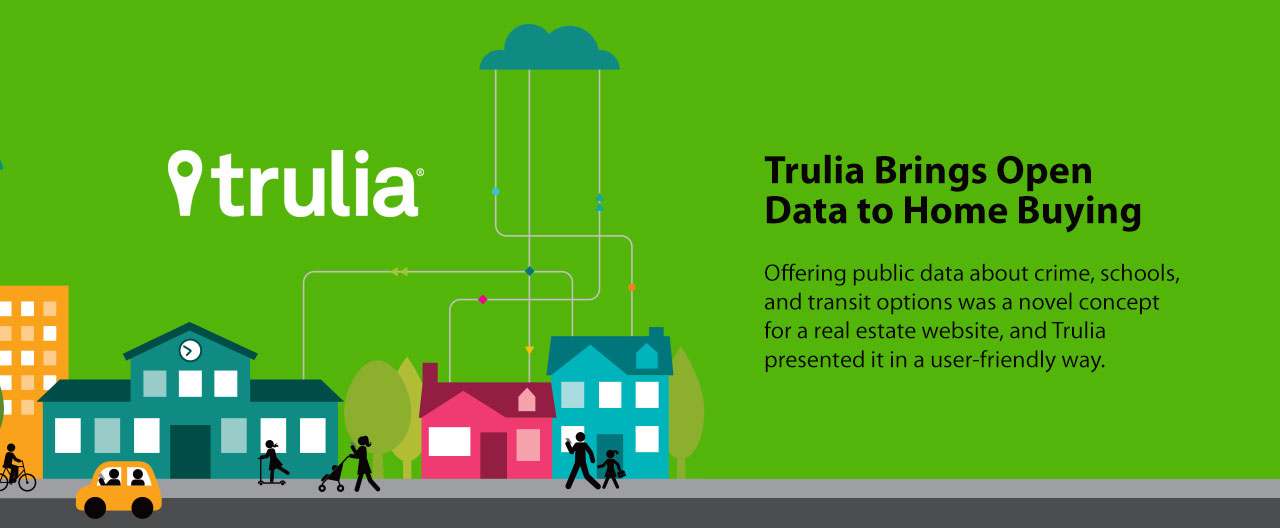 trulia®
Trulia Brings Open
Data to Home Buying
Offering public data about crime, schools,
and transit options was a novel concept
for a real estate website, and Trulia
presented it in a user-friendly way.